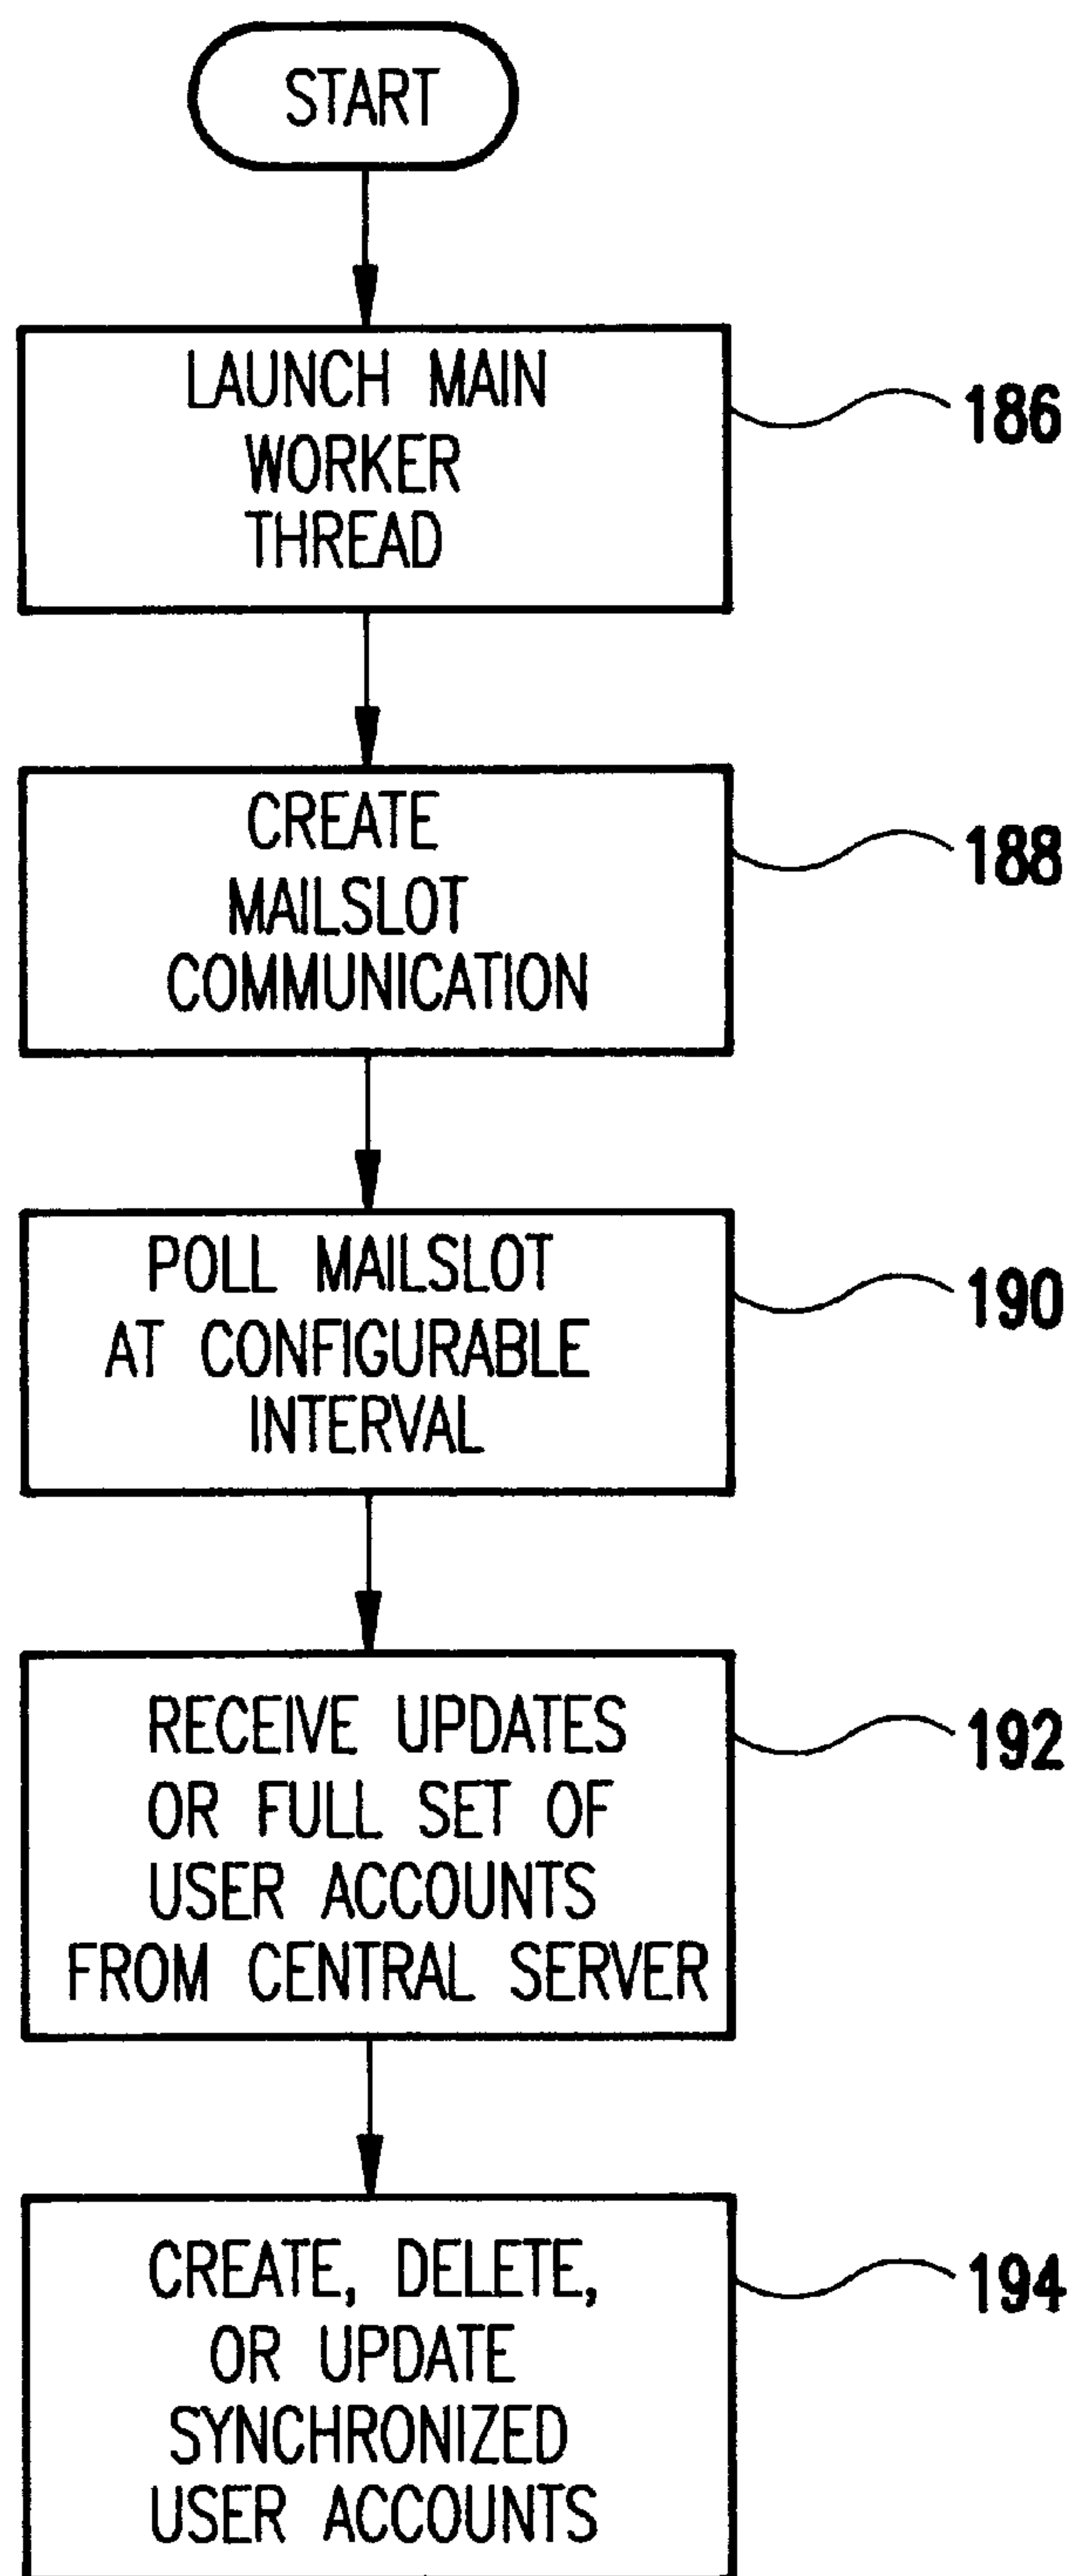 START
LAUNCH MAIN
WORKER
THREAD
186
CREATE
MAILSLOT
COMMUNICATION
188
POLL MAILSLOT
AT CONFIGURABLE
INTERVAL
190
RECEIVE UPDATES
OR FULL SET OF
USER ACCOUNTS
FROM CENTRAL SERVER
192
CREATE, DELETE,
OR UPDATE
SYNCHRONIZED
USER ACCOUNTS
194